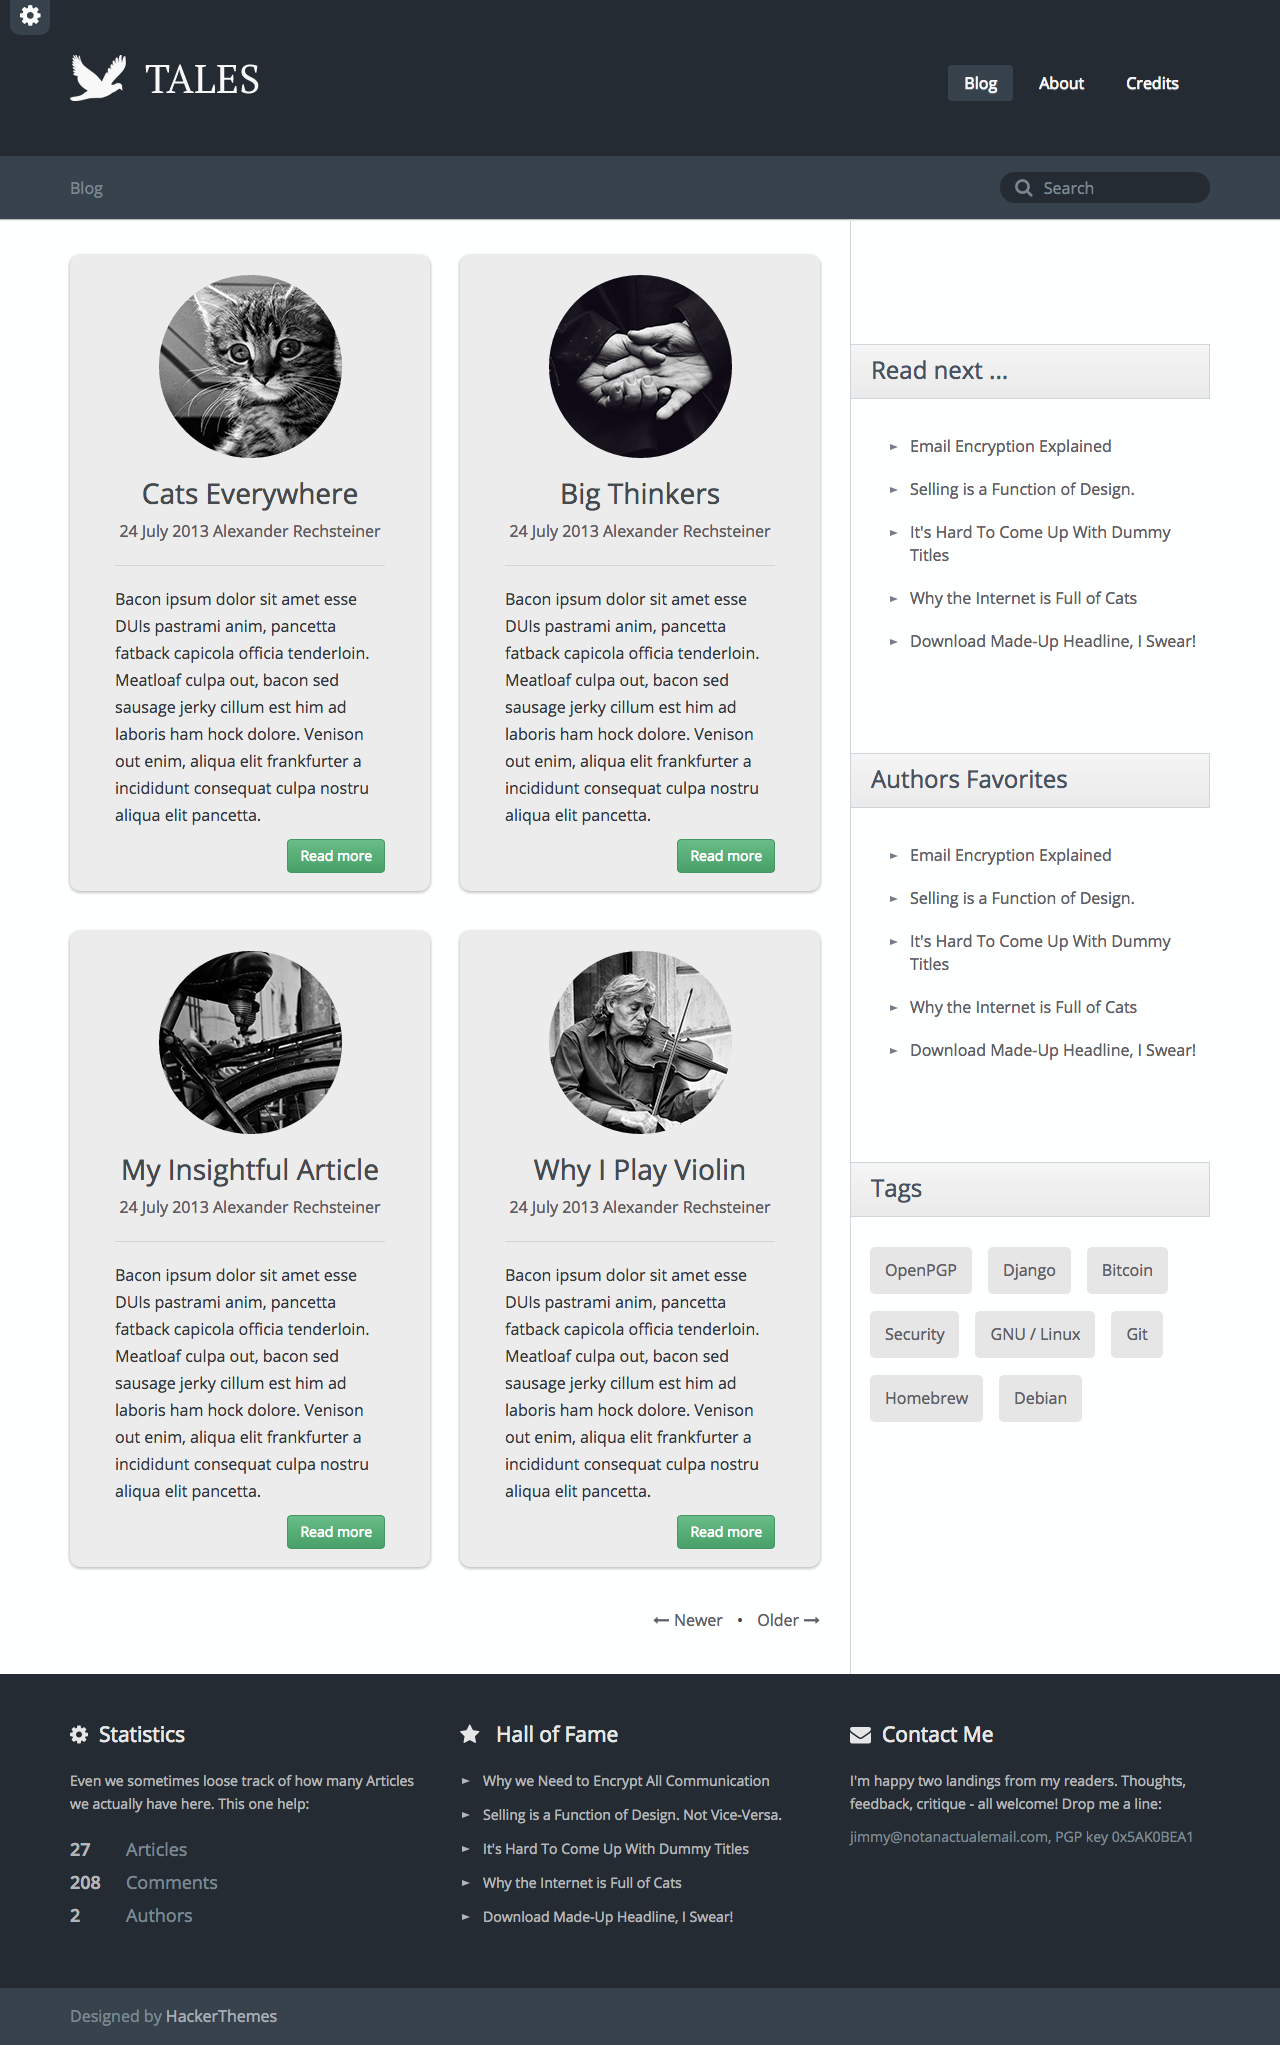 TALES
Blog
About
Credits
Blog
Search
Cats Everywhere
24 July 2013 Alexander Rechsteiner
Bacon ipsum dolor sit amet esse
DUIs pastrami anim, pancetta
fatback capicola officia tenderloin.
Meatloaf culpa out, bacon sed
sausage jerky cillum est him ad
laboris ham hock dolore. Venison
out enim, aliqua elit frankfurter a
incididunt consequat culpa nostru
aliqua elit pancetta.
Read more
Big Thinkers
24 July 2013 Alexander Rechsteiner
Bacon ipsum dolor sit amet esse
DUIs pastrami anim, pancetta
fatback capicola officia tenderloin.
Meatloaf culpa out, bacon sed
sausage jerky cillum est him ad
laboris ham hock dolore. Venison
out enim, aliqua elit frankfurter a
incididunt consequat culpa nostru
aliqua elit pancetta.
Read more
My Insightful Article
24 July 2013 Alexander Rechsteiner
Bacon ipsum dolor sit amet esse
DUIs pastrami anim, pancetta
fatback capicola officia tenderloin.
Meatloaf culpa out, bacon sed
sausage jerky cillum est him ad
laboris ham hock dolore. Venison
out enim, aliqua elit frankfurter a
incididunt consequat culpa nostru
aliqua elit pancetta.
Read more
Why I Play Violin
24 July 2013 Alexander Rechsteiner
Bacon ipsum dolor sit amet esse
DUIs pastrami anim, pancetta
fatback capicola officia tenderloin.
Meatloaf culpa out, bacon sed
sausage jerky cillum est him ad
laboris ham hock dolore. Venison
out enim, aliqua elit frankfurter a
incididunt consequat culpa nostru
aliqua elit pancetta.
Read more
← Newer • Older →
Read next ...
► Email Encryption Explained
► Selling is a Function of Design.
► It's Hard To Come Up With Dummy
Titles
► Why the Internet is Full of Cats
► Download Made-Up Headline, I Swear!
Authors Favorites
► Email Encryption Explained
► Selling is a Function of Design.
► It's Hard To Come Up With Dummy
Titles
► Why the Internet is Full of Cats
► Download Made-Up Headline, I Swear!
Tags
OpenPGP Django Bitcoin
Security GNU / Linux Git
Homebrew Debian
Statistics
Even we sometimes loose track of how many Articles
we actually have here. This one help:
27 Articles
208 Comments
2 Authors
Hall of Fame
► Why we Need to Encrypt All Communication
► Selling is a Function of Design. Not Vice-Versa.
► It's Hard To Come Up With Dummy Titles
► Why the Internet is Full of Cats
► Download Made-Up Headline, I Swear!
Contact Me
I'm happy two landings from my readers. Thoughts,
feedback, critique - all welcome! Drop me a line:
jimmy@notanactualemail.com, PGP key 0x5AK0BEA1
Designed by HackerThemes